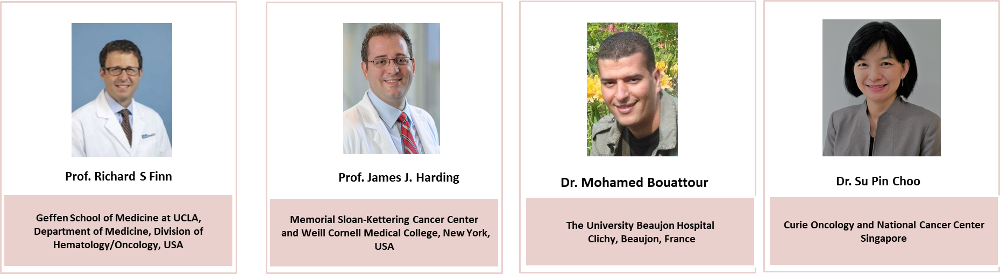 Prof. Richard S Finn
Geffen School of Medicine at UCLA,
Department of Medicine, Division of
Hematology/Oncology, USA
Prof. James J. Harding
Memorial Sloan-Kettering Cancer Center
and Weill Cornell Medical College, New York,
USA
Dr. Mohamed Bouattour
The University Beaujon Hospital
Clichy, Beaujon, France
Dr. Su Pin Choo
Curie Oncology and National Cancer Center
Singapore